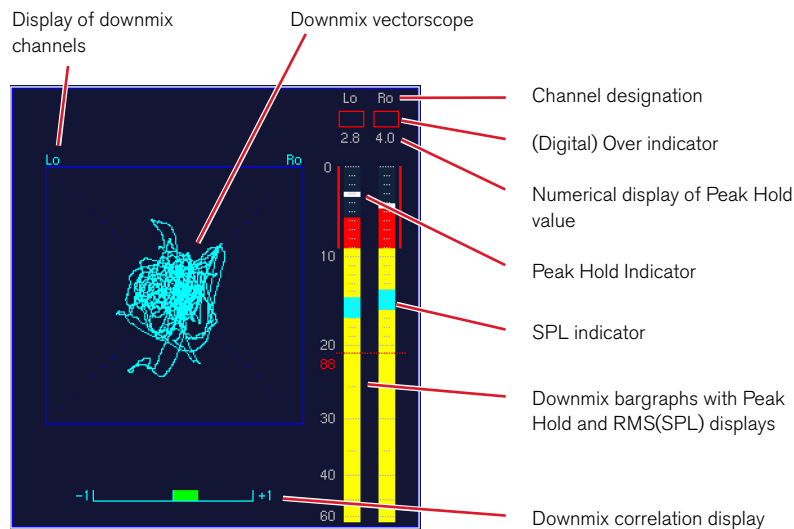 Display of downmix
channels
Downmix vectorscope
Lo
Ro
Channel designation
(Digital) Over indicator
2.8
4.0
Numerical display of Peak Hold
value
Lo
Ro
0
Peak Hold Indicator
10
SPL indicator
20
88
Downmix bargraphs with Peak
Hold and RMS(SPL) displays
30
40
-1
+1
60
Downmix correlation display